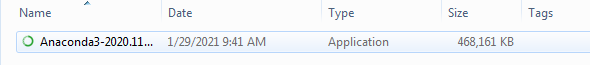 Name Date Type Size Tags
Anaconda3-2020.11... 1/29/2021 9:41 AM Application 468,161 KB